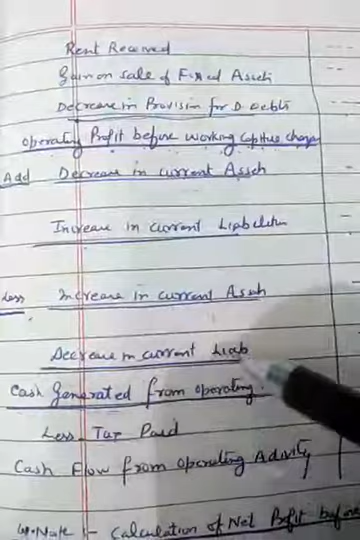 Rent Received
Gain on sale of Fixed Assets
Decrease in Provision for D Debts
Operating Profit before working Capital changes
Add Decrease in current Assets
Increase in current Liabilities
Less Increase in current Assets
Decrease in current Liab
Cash Generated from operating.
Less Tax Paid
Cash Flow from operating Activity
W.Note :- Calculation of Net Profit before